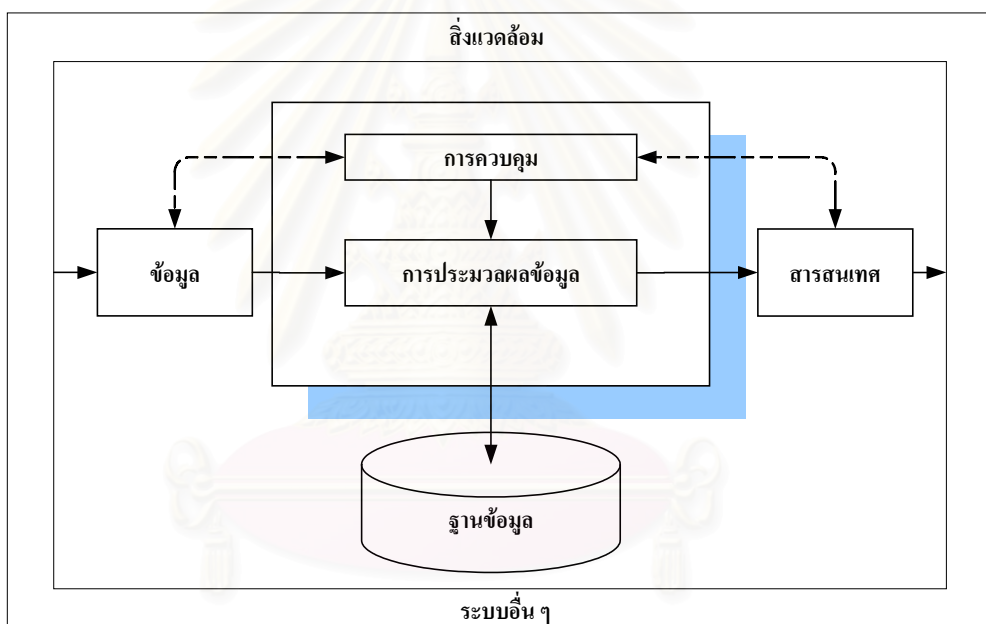 สิ่งแวดล้อม
การควบคุม
ข้อมูล
การประมวลผลข้อมูล
สารสนเทศ
ฐานข้อมูล
ระบบอื่น ๆ